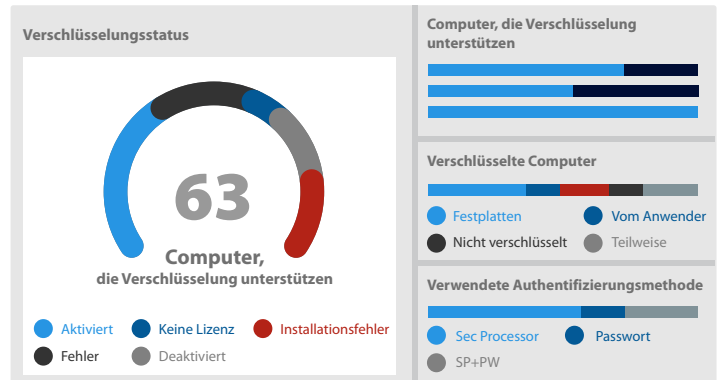 Verschlüsselungsstatus
63
Computer,
die Verschlüsselung unterstützen
Aktiviert
Keine Lizenz
Installationsfehler
Fehler
Deaktiviert
Computer, die Verschlüsselung
unterstützen
Verschlüsselte Computer
Festplatten
Vom Anwender
Nicht verschlüsselt
Teilweise
Verwendete Authentifizierungsmethode
Sec Processor
Passwort
SP+PW